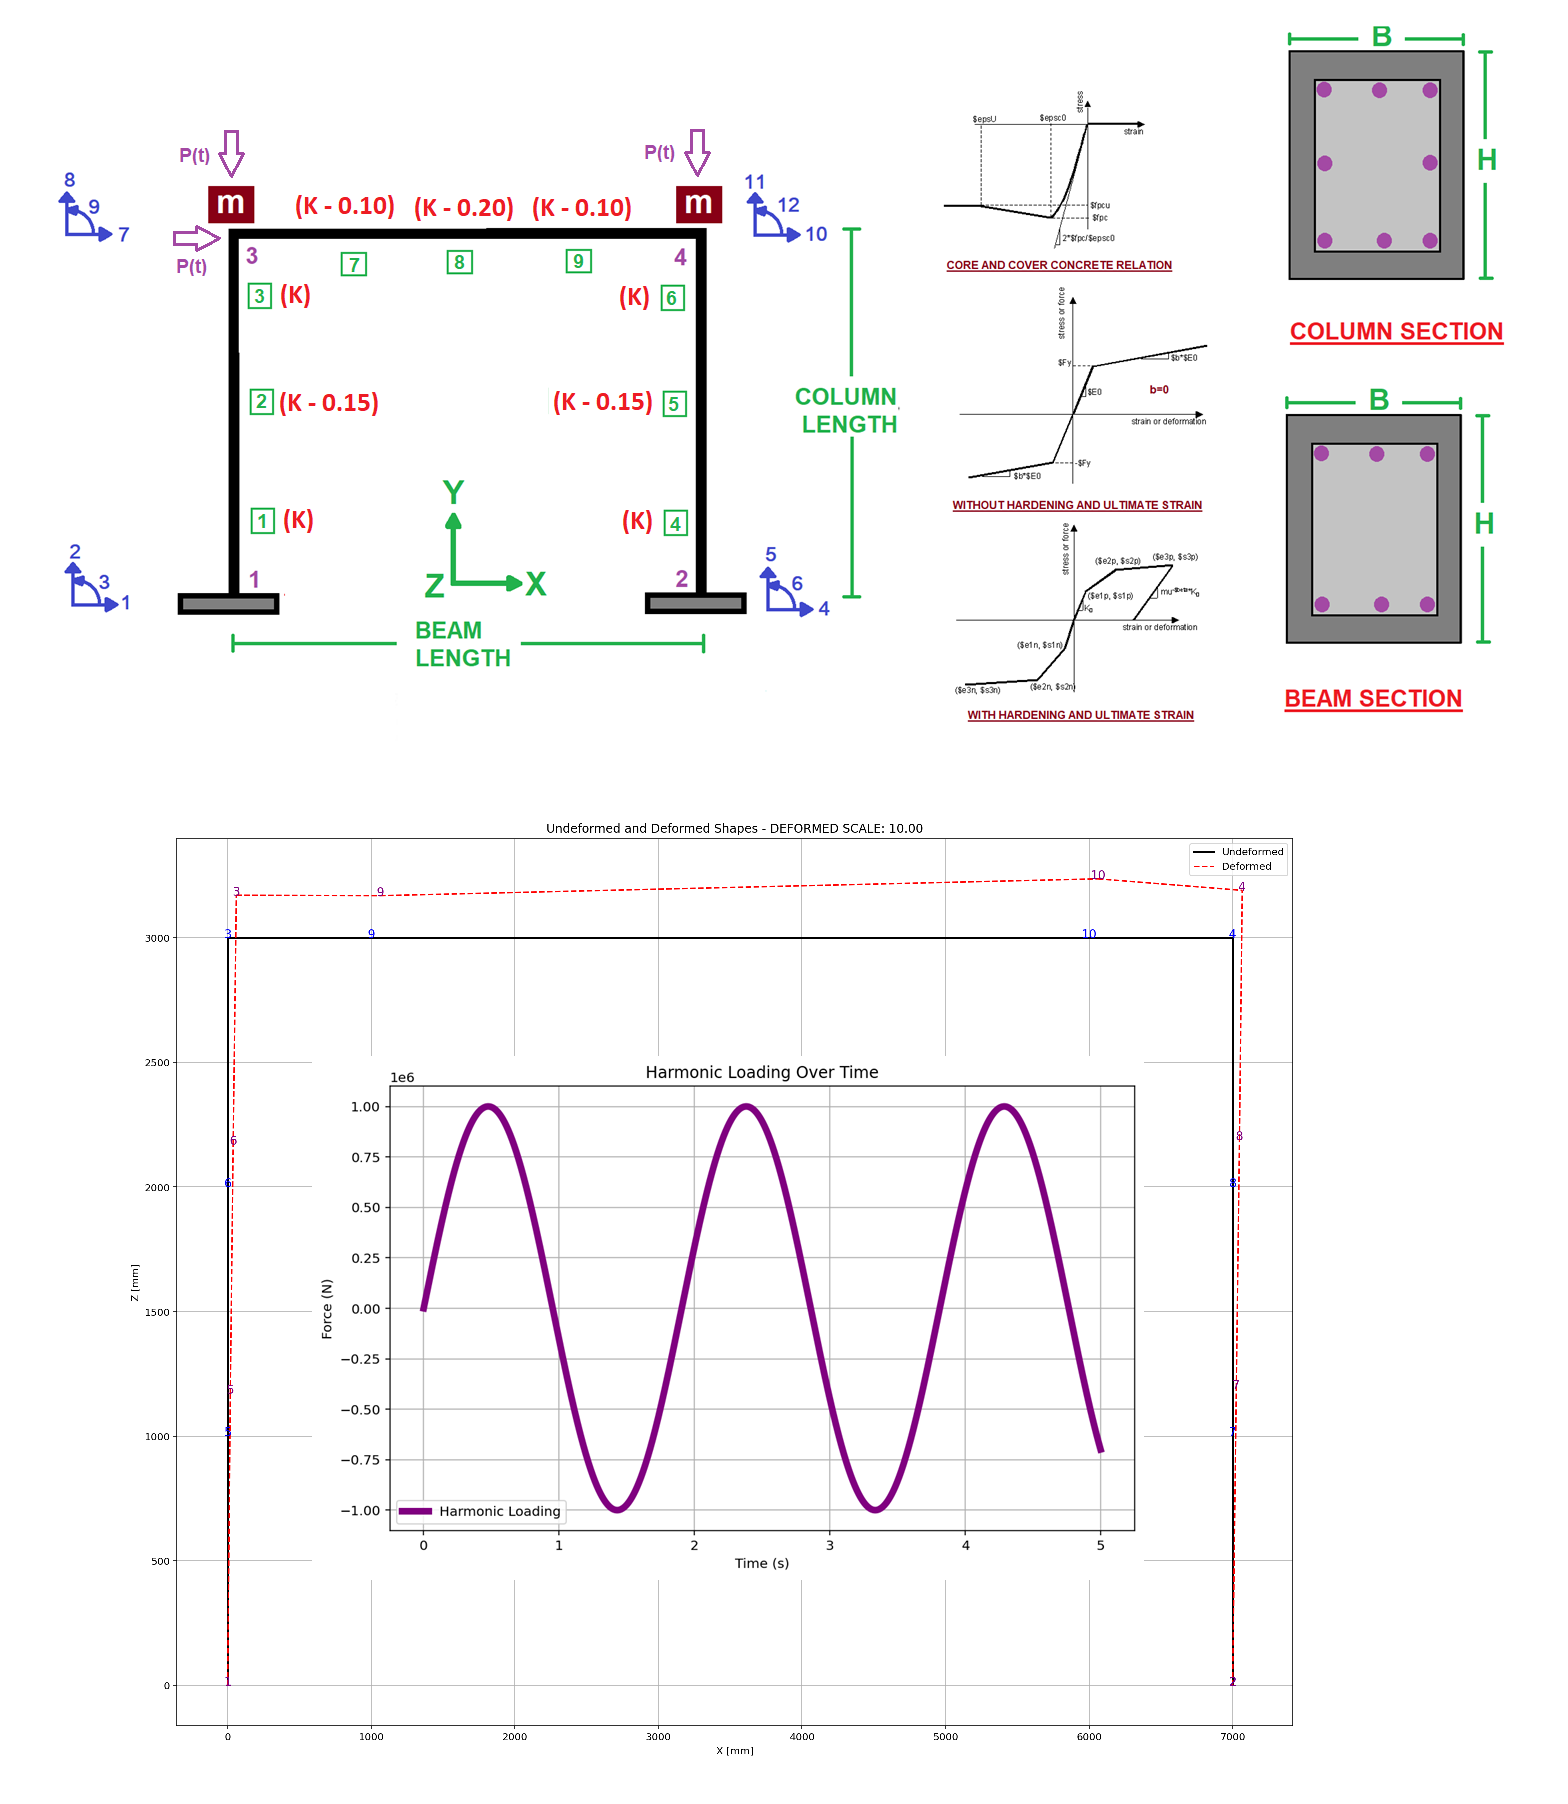 P(t)
P(t)
m
m
(K - 0.10)
(K - 0.20)
(K - 0.10)
8
9
7
11
12
10
P(t)
3
4
7
8
9
3
(K)
(K)
6
2
(K - 0.15)
(K - 0.15)
5
1
(K)
(K)
4
Y
Z
X
1
2
2
3
1
5
6
4
COLUMN
LENGTH
BEAM
LENGTH
stress
$epsU
$epsc0
strain
$fpcu
$fpc
2*$fpc/$epsc0
CORE AND COVER CONCRETE RELATION
stress or force
$Fy
$b*$E0
$E0
b=0
strain or deformation
-$Fy
$b*$E0
WITHOUT HARDENING AND ULTIMATE STRAIN
stress or force
($e3p, $s3p)
($e2p, $s2p)
($e1p, $s1p)
K0
strain or deformation
($e1n, $s1n)
($e2n, $s2n)
($e3n, $s3n)
WITH HARDENING AND ULTIMATE STRAIN
B
H
COLUMN SECTION
B
H
BEAM SECTION
Undeformed and Deformed Shapes - DEFORMED SCALE: 10.00
Undeformed
Deformed
3
9
10
4
3
9
10
4
6
8
6
8
5
7
7
1
2
3000
2500
2000
1500
1000
500
0
Z [mm]
0
1000
2000
3000
4000
5000
6000
7000
X [mm]
Harmonic Loading Over Time
1e6
1.00
0.75
0.50
0.25
0.00
−0.25
−0.50
−0.75
−1.00
Force (N)
Harmonic Loading
0
1
2
3
4
5
Time (s)